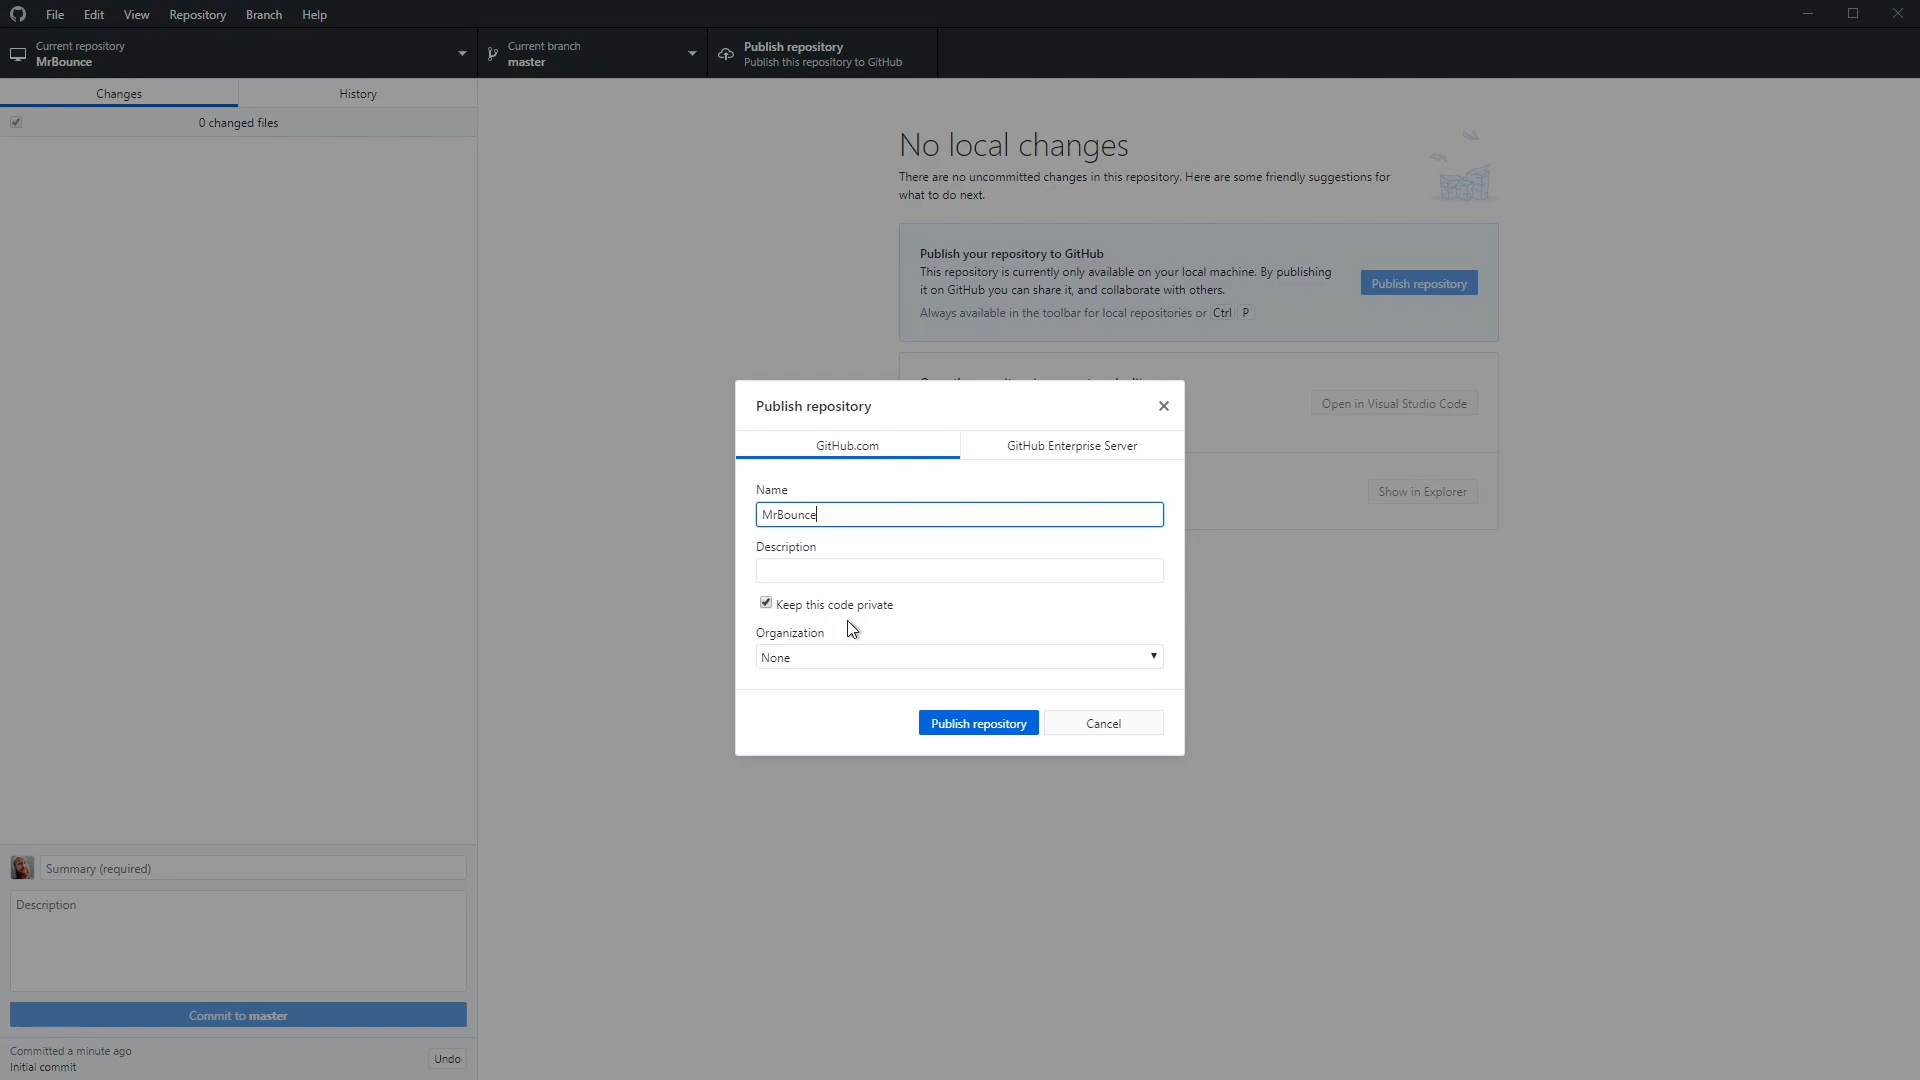 File Edit View Repository Branch Help
Current repository
MrBounce
Current branch
master
Publish repository
Publish this repository to GitHub
Changes
History
0 changed files
No local changes
There are no uncommitted changes in this repository. Here are some friendly suggestions for
what to do next.
Publish your repository to GitHub
This repository is currently only available on your local machine. By publishing
it on GitHub you can share it, and collaborate with others.
Always available in the toolbar for local repositories or Ctrl P
Publish repository
Open in Visual Studio Code
Show in Explorer
Publish repository
GitHub.com
GitHub Enterprise Server
Name
MrBounce
Description
Keep this code private
Organization
None
Publish repository
Cancel
Summary (required)
Description
Commit to master
Committed a minute ago
Initial commit
Undo